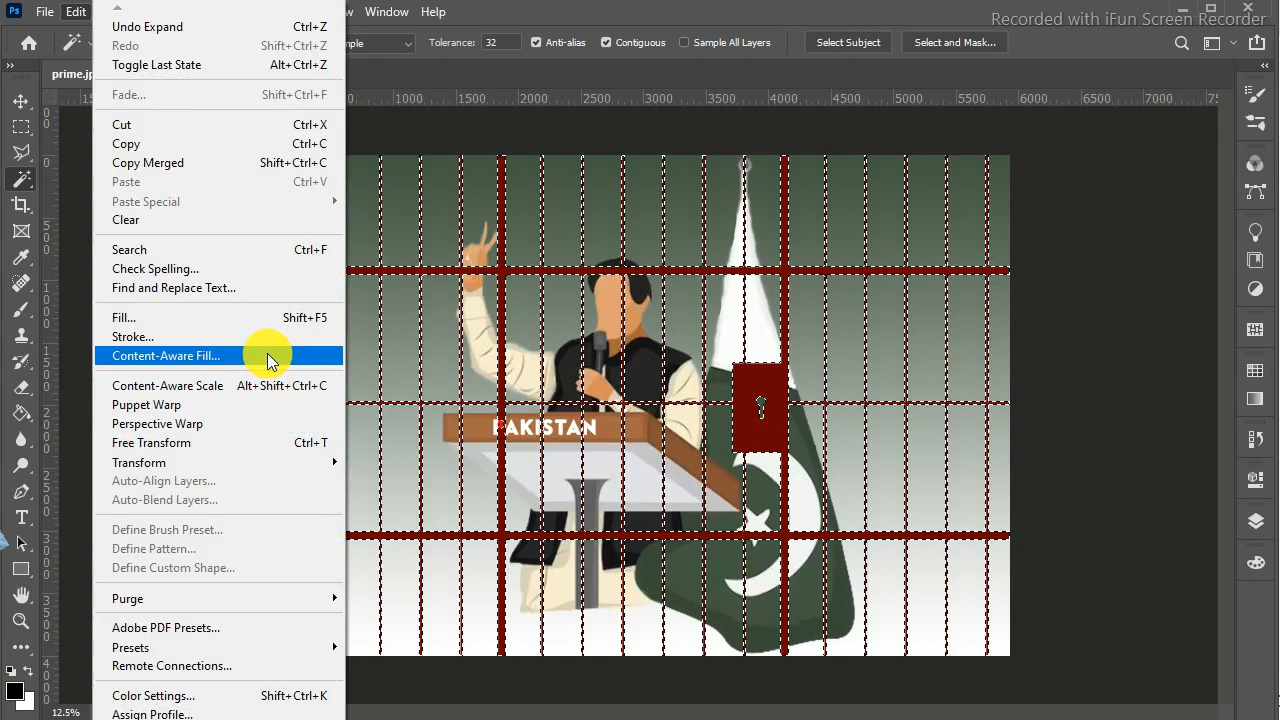 Ps File Edit Window Help
Recorded with iFun Screen Recorder
Tolerance: 32 Anti-alias Contiguous Sample All Layers Select Subject Select and Mask...
prime.jp
1000 1500 2000 2500 3000 3500 4000 4500 5000 5500 6000 6500 7000
Undo Expand Ctrl+Z
Redo Shift+Ctrl+Z
Toggle Last State Alt+Ctrl+Z
Fade... Shift+Ctrl+F
Cut Ctrl+X
Copy Ctrl+C
Copy Merged Shift+Ctrl+C
Paste Ctrl+V
Paste Special
Clear
Search Ctrl+F
Check Spelling...
Find and Replace Text...
Fill... Shift+F5
Stroke...
Content-Aware Fill...
Content-Aware Scale Alt+Shift+Ctrl+C
Puppet Warp
Perspective Warp
Free Transform Ctrl+T
Transform
Auto-Align Layers...
Auto-Blend Layers...
Define Brush Preset...
Define Pattern...
Define Custom Shape...
Purge
Adobe PDF Presets...
Presets
Remote Connections...
Color Settings... Shift+Ctrl+K
Assign Profile...
PAKISTAN
12.5%